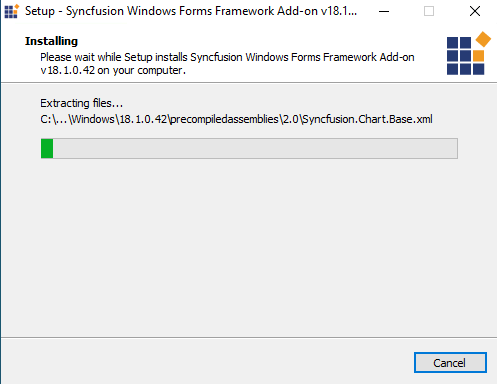 Setup - Syncfusion Windows Forms Framework Add-on v18.1...
Installing
Please wait while Setup installs Syncfusion Windows Forms Framework Add-on
v18.1.0.42 on your computer.
Extracting files...
C:\...\Windows\18.1.0.42\precompiledassemblies\2.0\Syncfusion.Chart.Base.xml
Cancel